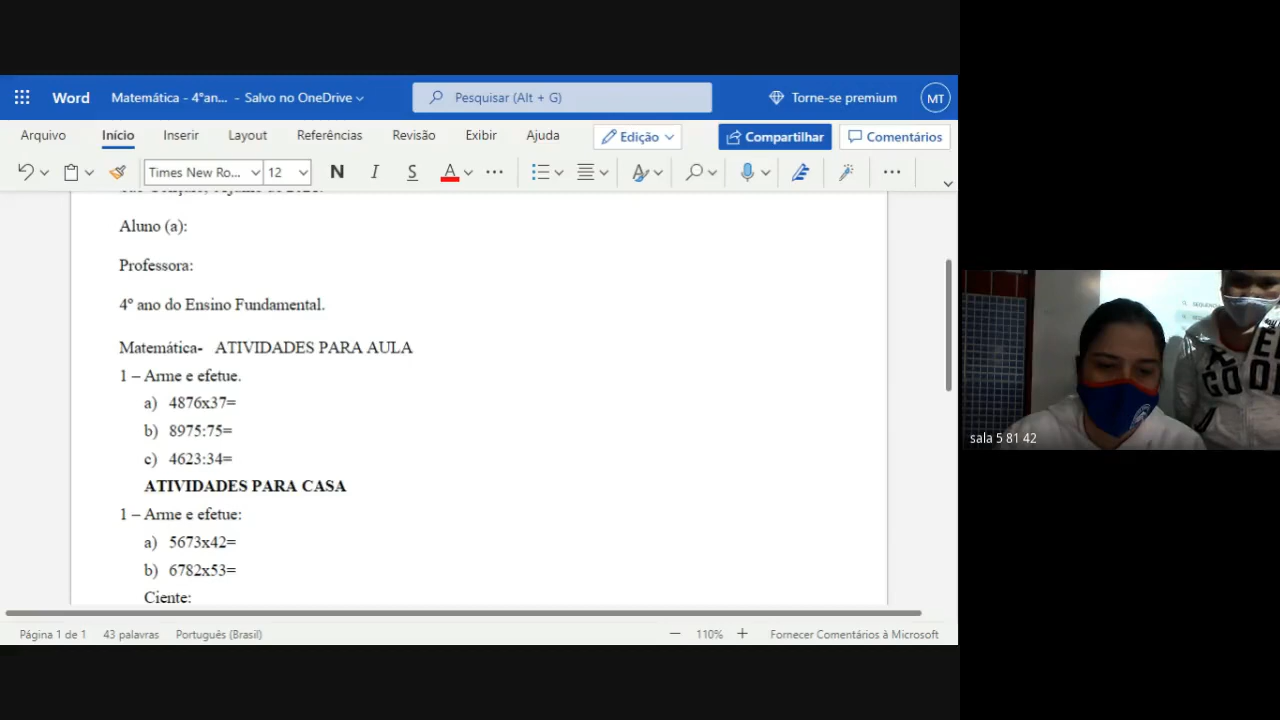 Word Matemática - 4°an... - Salvo no OneDrive Pesquisar (Alt + G) Torne-se premium MT
Arquivo Início Inserir Layout Referências Revisão Exibir Ajuda Edição Compartilhar Comentários
Times New Ro... 12 N I S A
Aluno (a):
Professora:
4º ano do Ensino Fundamental.
Matemática- ATIVIDADES PARA AULA
1 – Arme e efetue.
a) 4876x37=
b) 8975:75=
c) 4623:34=
ATIVIDADES PARA CASA
1 – Arme e efetue:
a) 5673x42=
b) 6782x53=
Ciente:
Página 1 de 1 43 palavras Português (Brasil) 110% Fornecer Comentários à Microsoft
sala 5 81 42